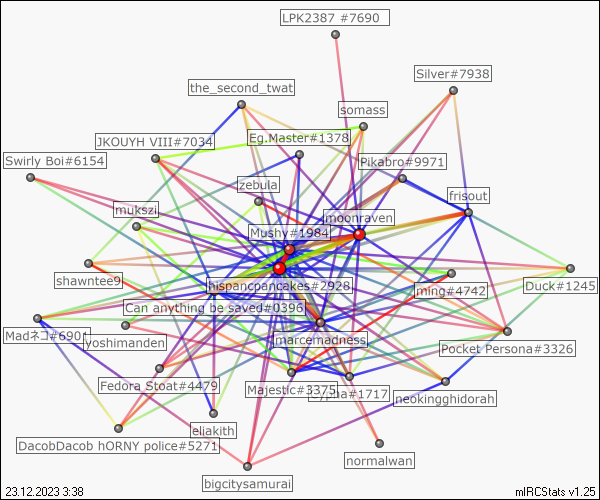 LPK2387 #7690
Silver#7938
the_second_twat
somass
Eg.Master#1378
JKOUYH VIII#7034
Pikabro#9971
Swirly Boi#6154
zebula
frisout
mukszi
moonraven
Mushy#1984
shawntee9
hispancpancakes#2928
ming#4742
Duck#1245
Can anything be saved#0396
Madネコ#6901
yoshimanden
marcemadness
Pocket Persona#3326
Fedora Stoat#4479
Majestic#3375
#1717
neokingghidorah
eliakith
DacobDacob hORNY police#5271
normalwan
bigcitysamurai
23.12.2023 3:38
mIRCStats v1.25